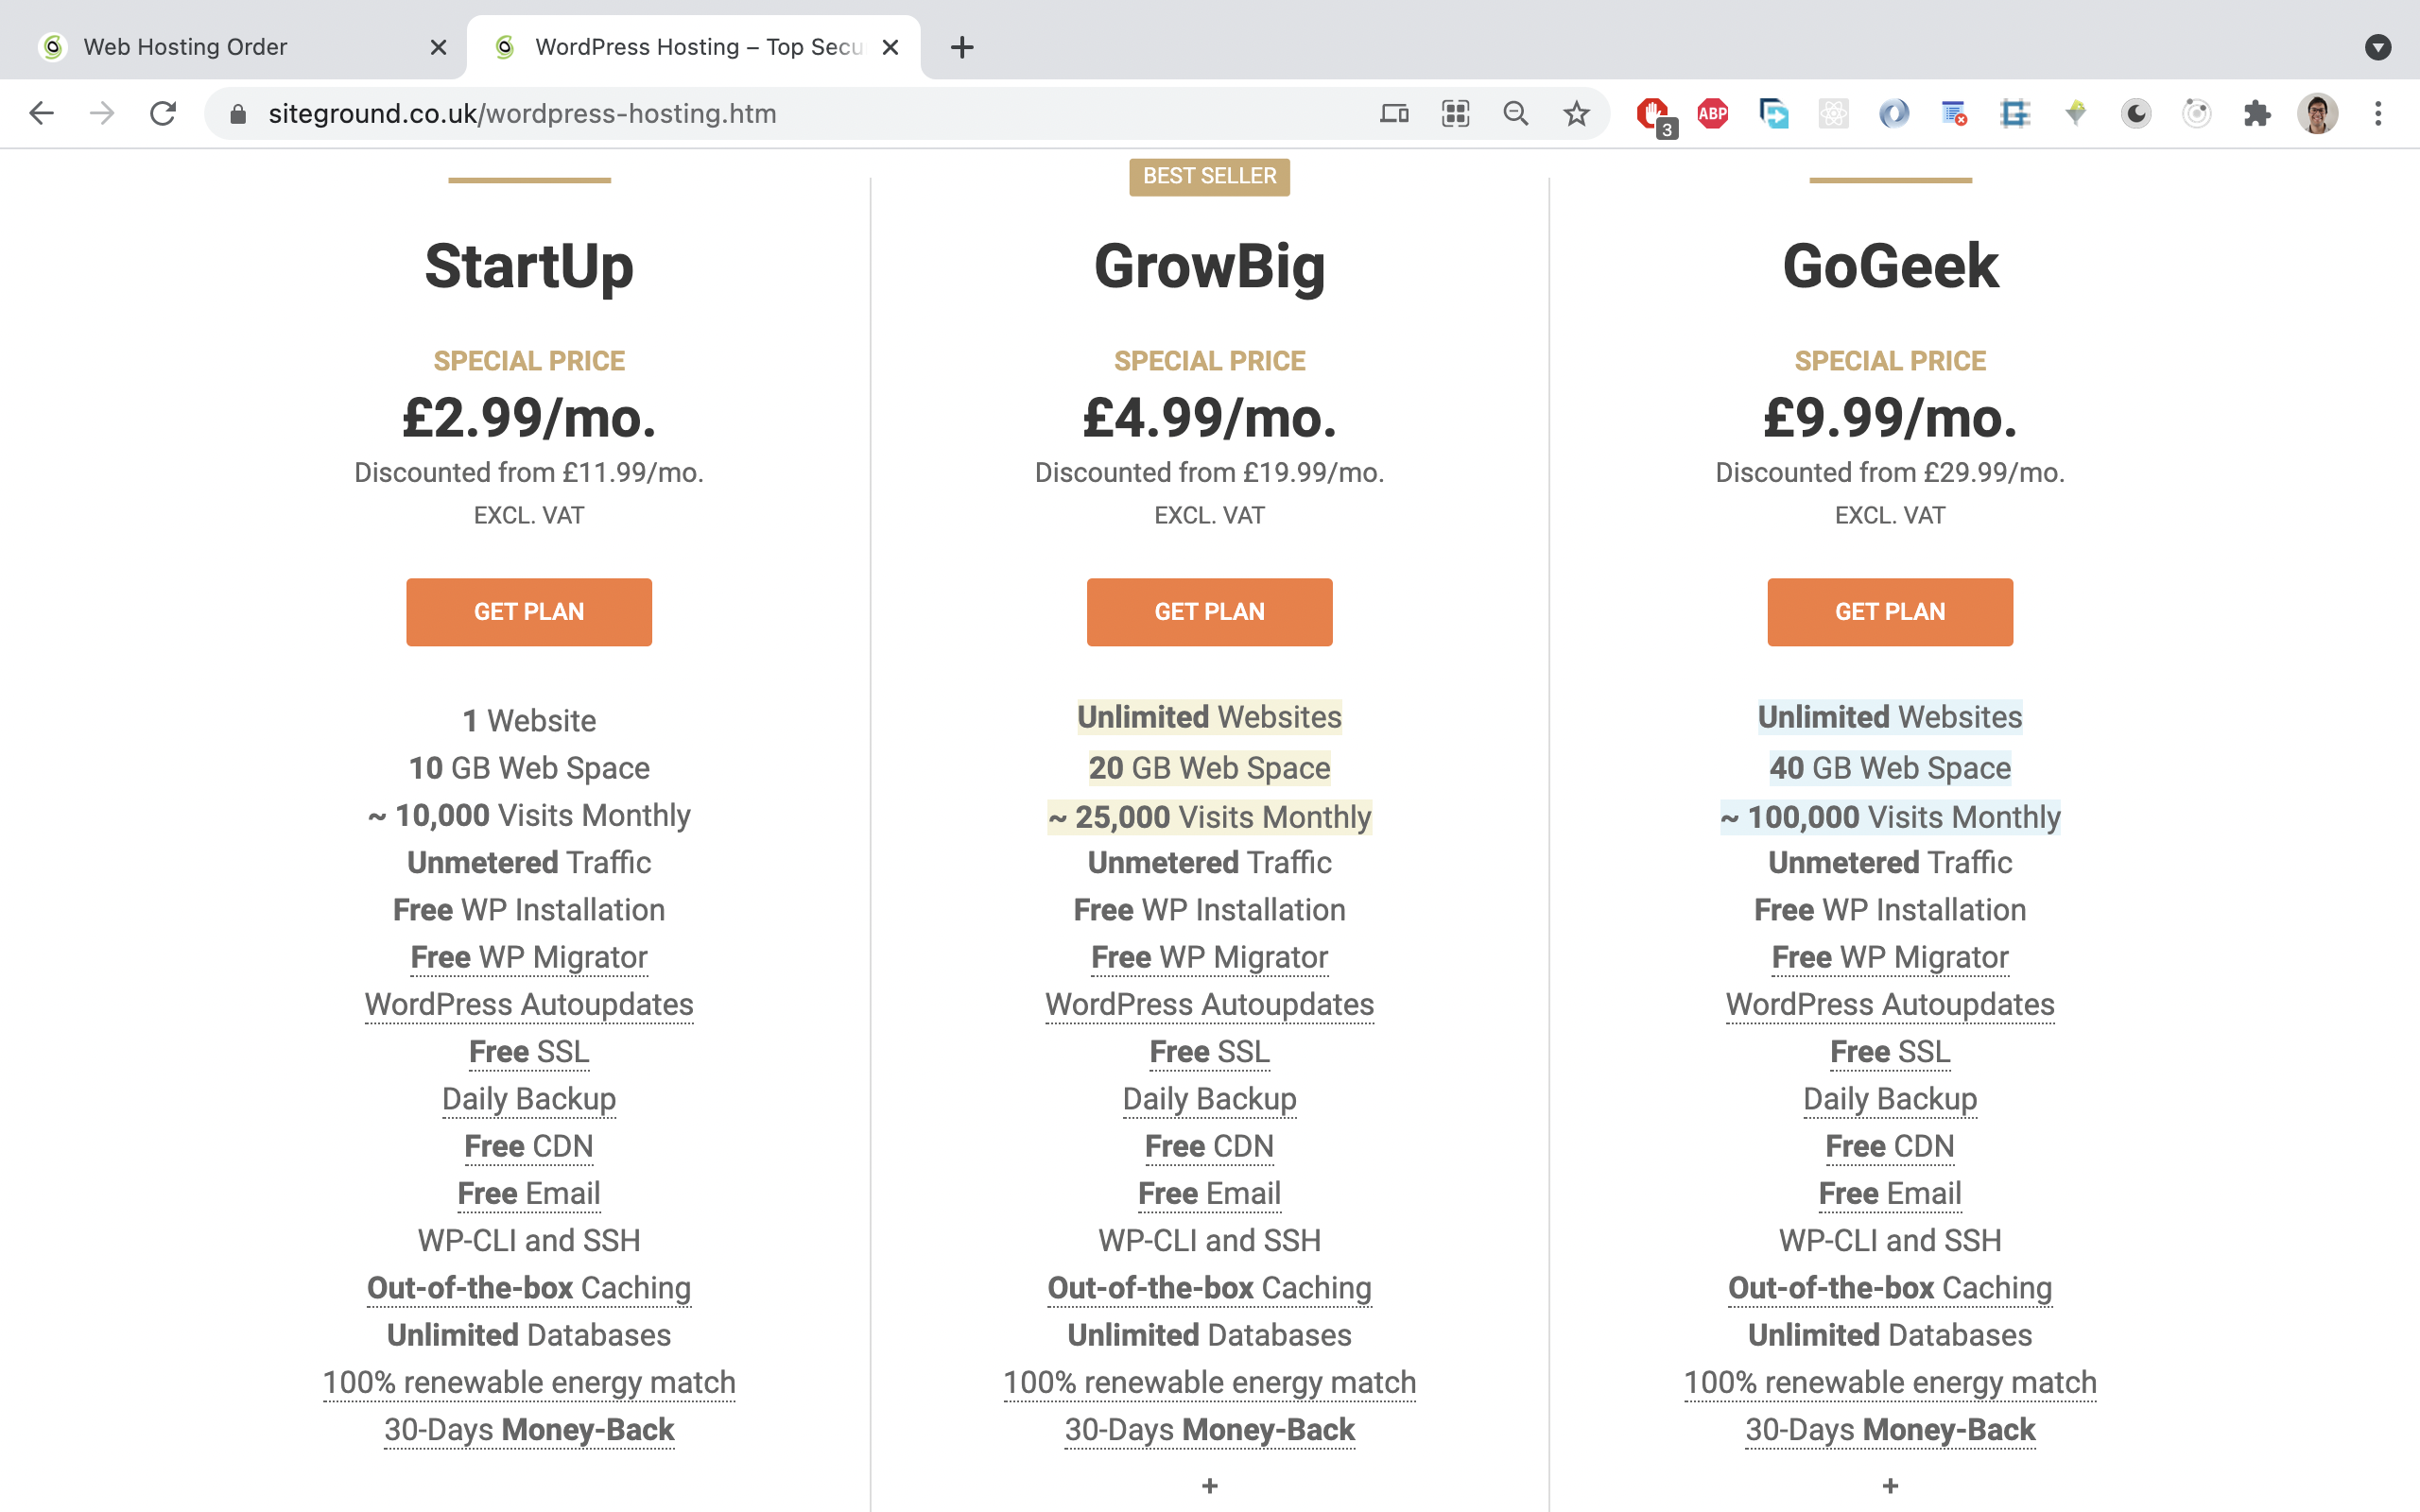 Web Hosting Order
WordPress Hosting – Top Secu
siteground.co.uk/wordpress-hosting.htm
3
ABP
StartUp
SPECIAL PRICE
£2.99/mo.
Discounted from £11.99/mo.
EXCL. VAT
GET PLAN
1 Website
10 GB Web Space
~ 10,000 Visits Monthly
Unmetered Traffic
Free WP Installation
Free WP Migrator
WordPress Autoupdates
Free SSL
Daily Backup
Free CDN
Free Email
WP-CLI and SSH
Out-of-the-box Caching
Unlimited Databases
100% renewable energy match
30-Days Money-Back
BEST SELLER
GrowBig
SPECIAL PRICE
£4.99/mo.
Discounted from £19.99/mo.
EXCL. VAT
GET PLAN
Unlimited Websites
20 GB Web Space
~ 25,000 Visits Monthly
Unmetered Traffic
Free WP Installation
Free WP Migrator
WordPress Autoupdates
Free SSL
Daily Backup
Free CDN
Free Email
WP-CLI and SSH
Out-of-the-box Caching
Unlimited Databases
100% renewable energy match
30-Days Money-Back
+
GoGeek
SPECIAL PRICE
£9.99/mo.
Discounted from £29.99/mo.
EXCL. VAT
GET PLAN
Unlimited Websites
40 GB Web Space
~ 100,000 Visits Monthly
Unmetered Traffic
Free WP Installation
Free WP Migrator
WordPress Autoupdates
Free SSL
Daily Backup
Free CDN
Free Email
WP-CLI and SSH
Out-of-the-box Caching
Unlimited Databases
100% renewable energy match
30-Days Money-Back
+